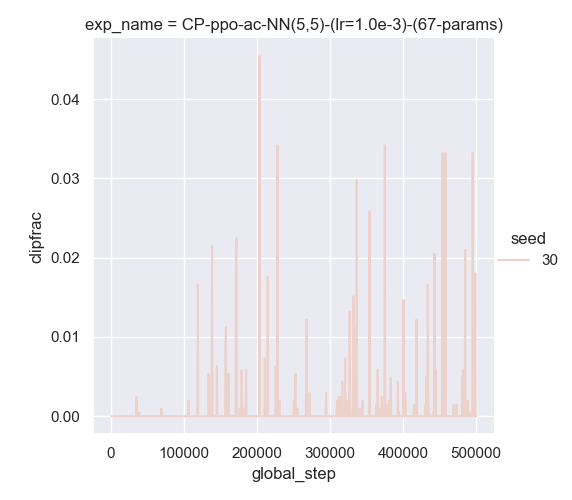 exp_name = CP-ppo-ac-NN(5,5)-(lr=1.0e-3)-(67-params)
0.04
0.03
0.02
0.01
0.00
clipfrac
0 100000 200000 300000 400000 500000
global_step
seed
30